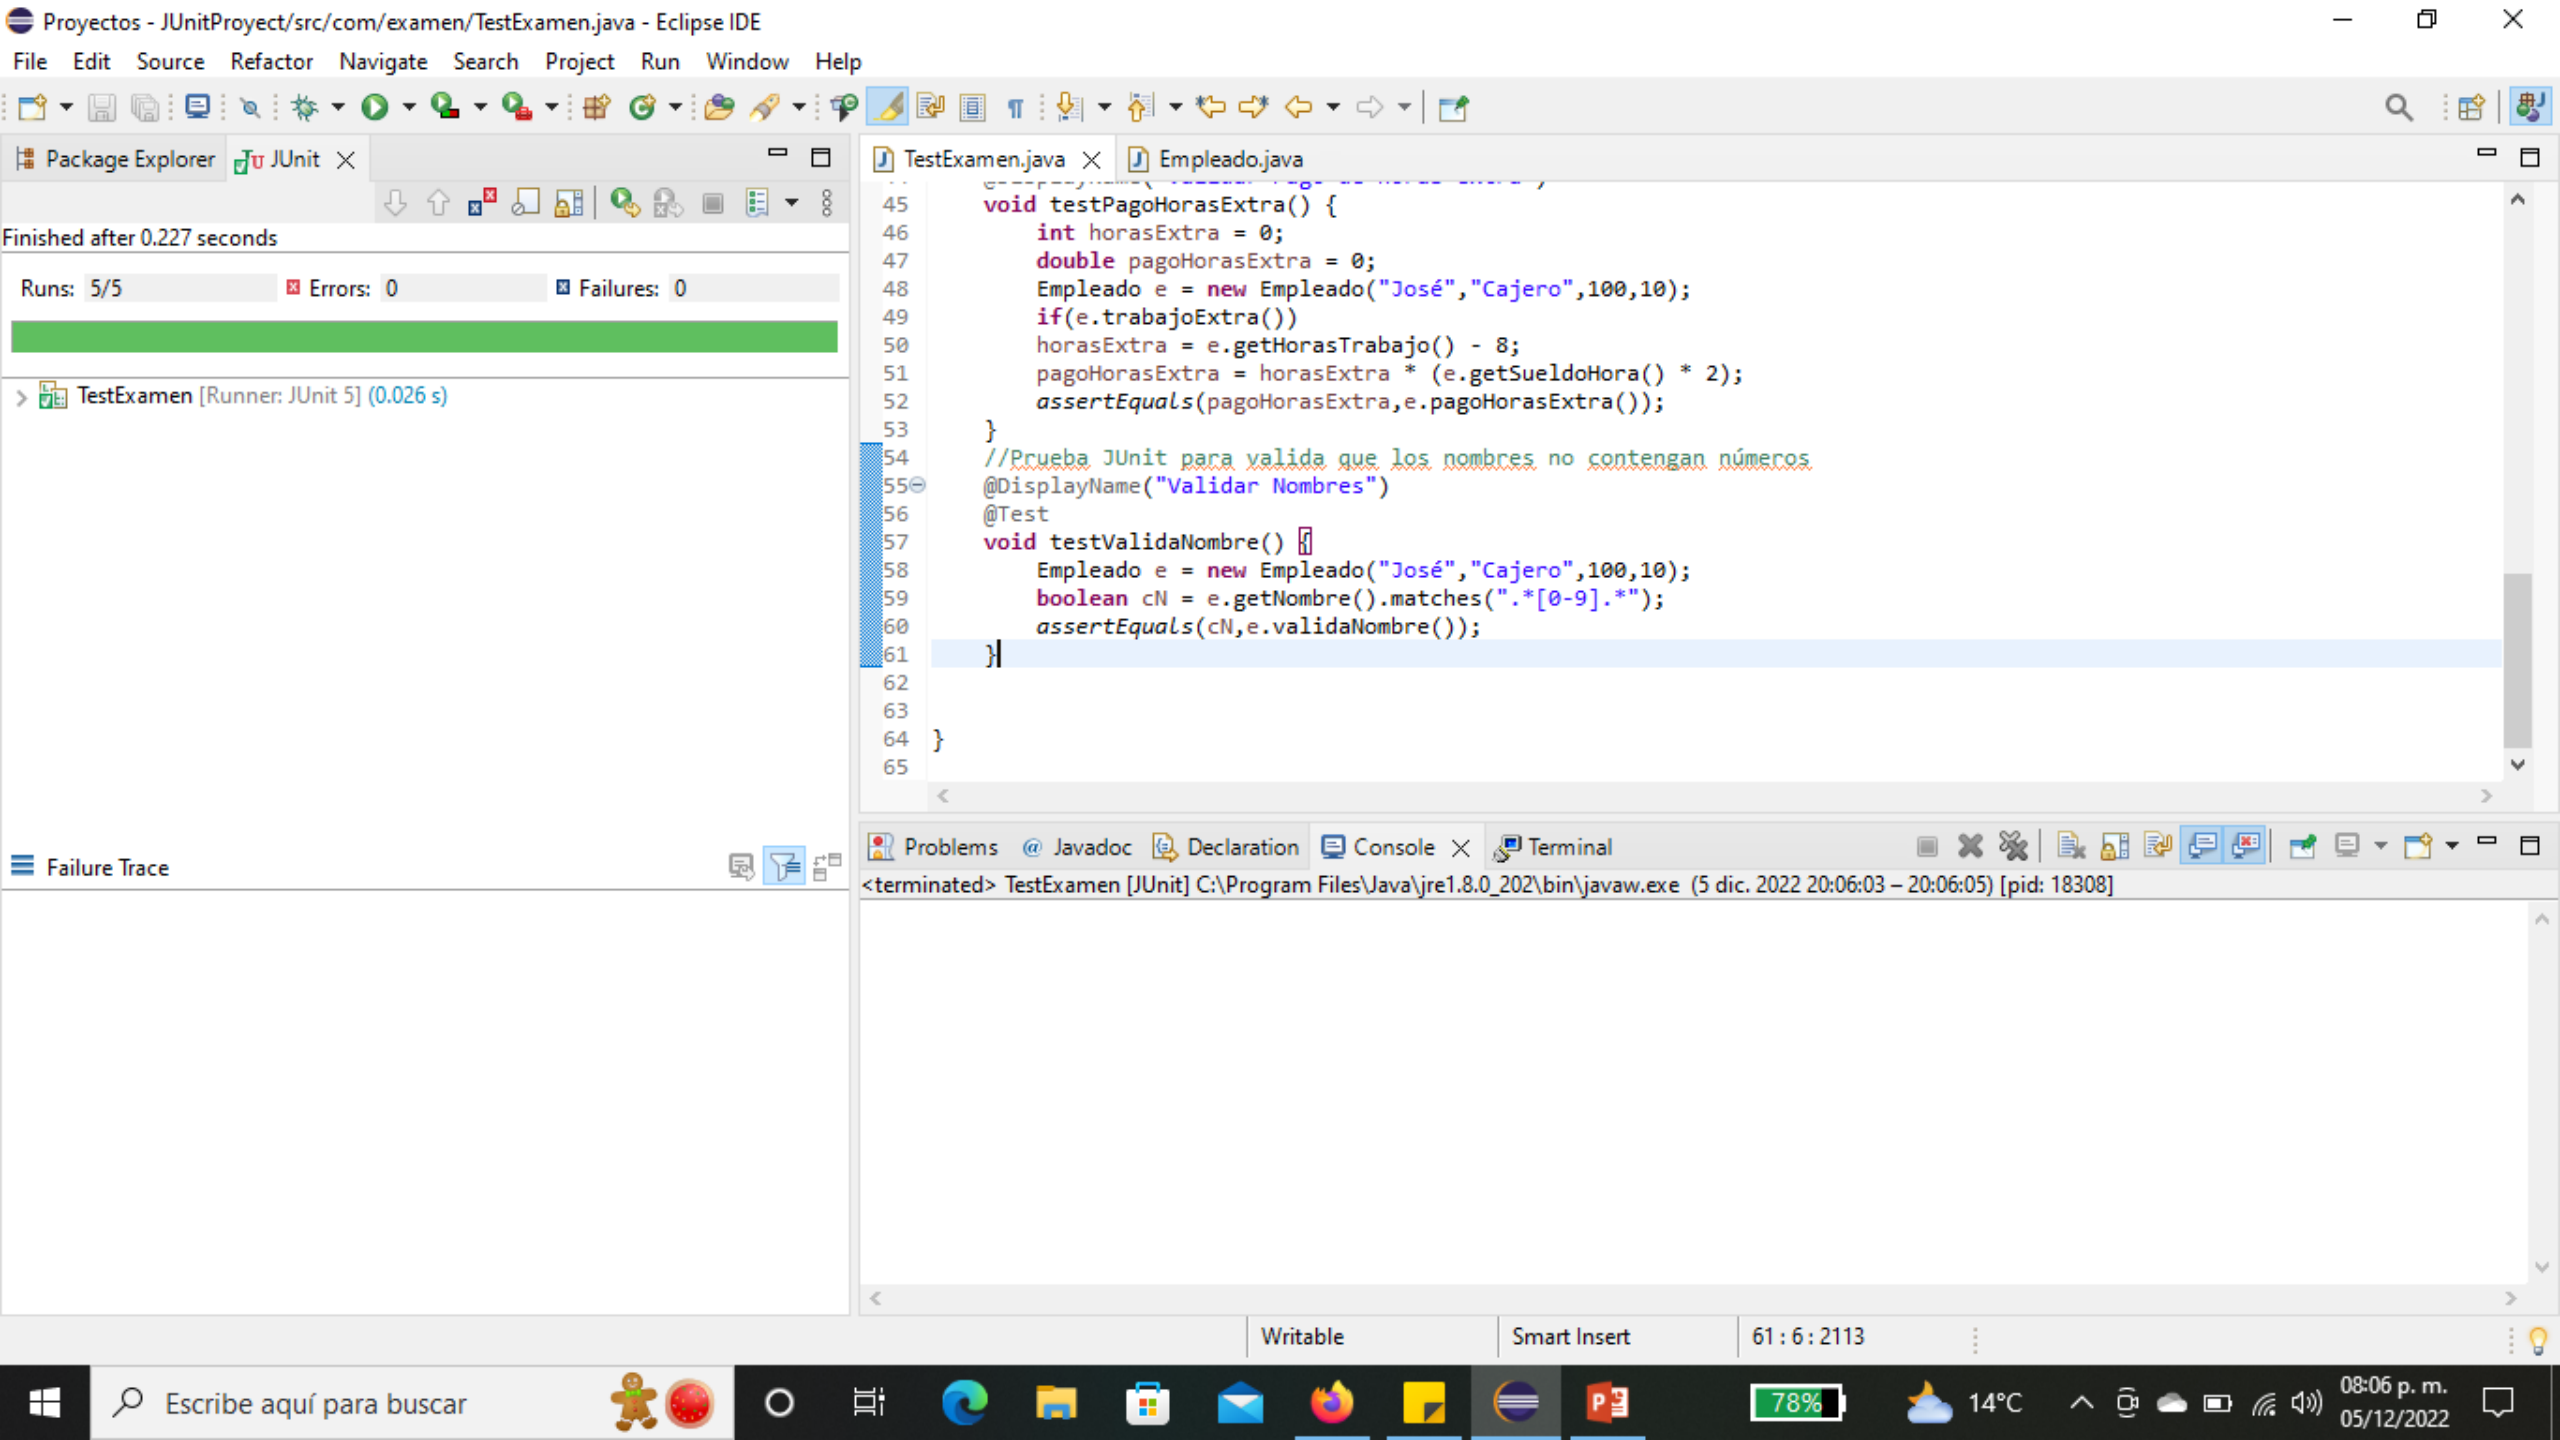 Proyectos - JUnitProyect/src/com/examen/TestExamen.java - Eclipse IDE
File Edit Source Refactor Navigate Search Project Run Window Help
Package Explorer JUnit
Finished after 0.227 seconds
Runs: 5/5 Errors: 0 Failures: 0
TestExamen [Runner: JUnit 5] (0.026 s)
Failure Trace
TestExamen.java Empleado.java
45 void testPagoHorasExtra() {
46 int horasExtra = 0;
47 double pagoHorasExtra = 0;
48 Empleado e = new Empleado("José","Cajero",100,10);
49 if(e.trabajoExtra())
50 horasExtra = e.getHorasTrabajo() - 8;
51 pagoHorasExtra = horasExtra * (e.getSueldoHora() * 2);
52 assertEquals(pagoHorasExtra,e.pagoHorasExtra());
53 }
54 //Prueba JUnit para valida que los nombres no contengan números
55 @DisplayName("Validar Nombres")
56 @Test
57 void testValidaNombre() {
58 Empleado e = new Empleado("José","Cajero",100,10);
59 boolean cN = e.getNombre().matches(".*[0-9].*");
60 assertEquals(cN,e.validaNombre());
61 }
62
63
64 }
65
Problems @ Javadoc Declaration Console Terminal
<terminated> TestExamen [JUnit] C:\Program Files\Java\jre1.8.0_202\bin\javaw.exe (5 dic. 2022 20:06:03 – 20:06:05) [pid: 18308]
Writable Smart Insert 61 : 6 : 2113
Escribe aquí para buscar
78%
14°C
08:06 p. m.
05/12/2022